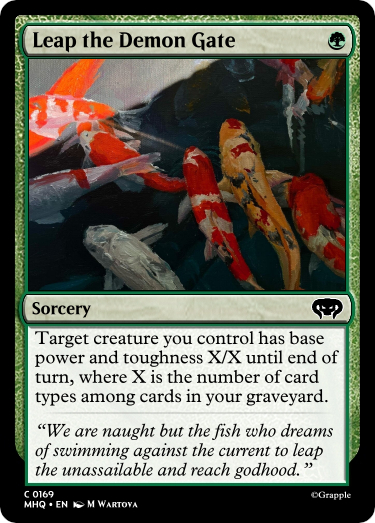 Leap the Demon Gate
Sorcery
Target creature you control has base
power and toughness X/X until end of
turn, where X is the number of card
types among cards in your graveyard.
“We are naught but the fish who dreams
of swimming against the current to leap
the unassailable and reach godhood.”
C 0169
MHQ • EN M Wartova
©Grapple